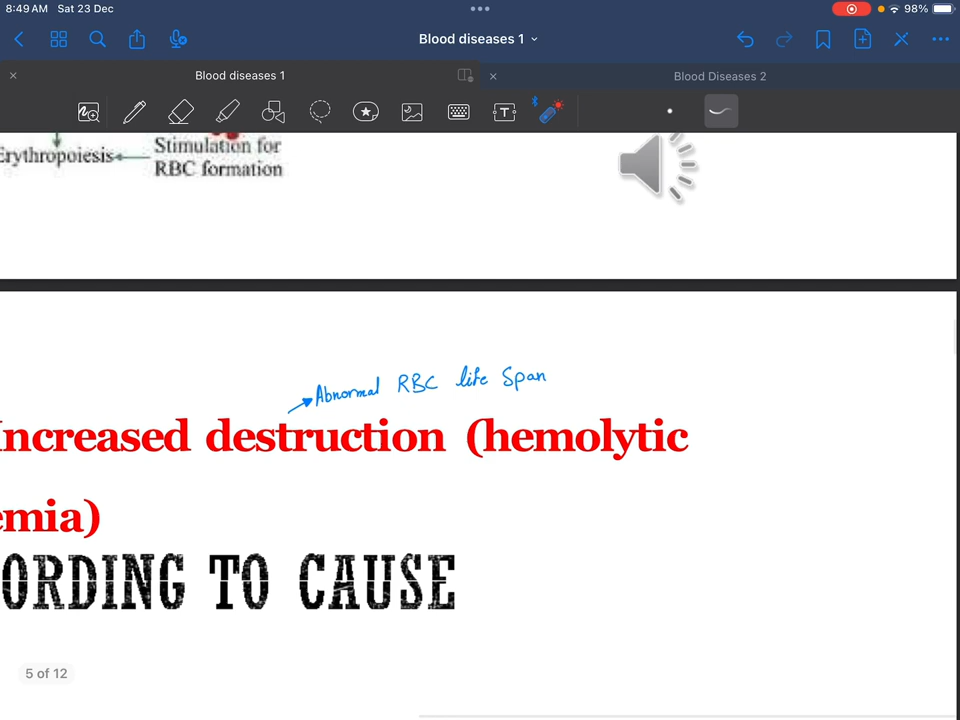 8:49 AM Sat 23 Dec
98%
Blood diseases 1
Blood diseases 1
Blood Diseases 2
T
Erythropoiesis
Stimulation for
RBC formation
Abnormal RBC life Span
Increased destruction (hemolytic
emia)
ORDING TO CAUSE
5 of 12